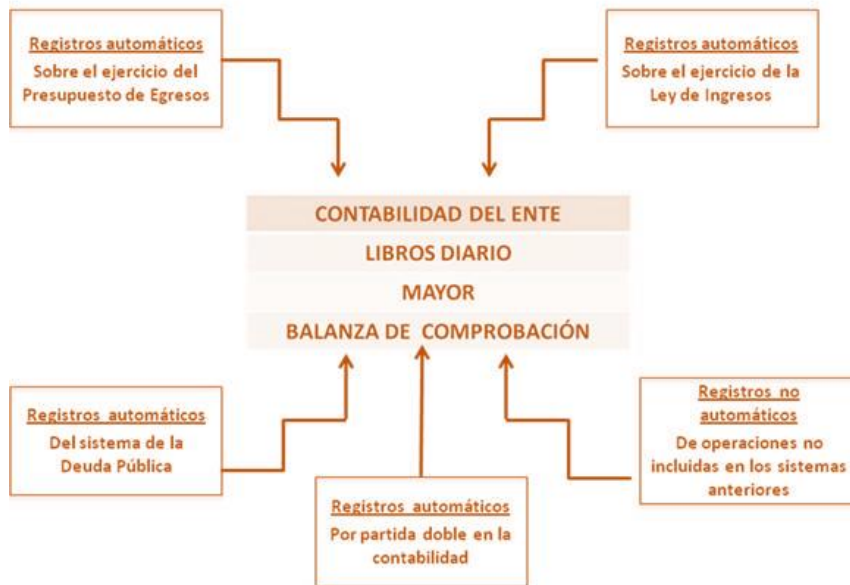 Registros automáticos
Sobre el ejercicio del
Presupuesto de Egresos
Registros automáticos
Sobre el ejercicio de la
Ley de Ingresos
CONTABILIDAD DEL ENTE
LIBROS DIARIO
MAYOR
BALANZA DE COMPROBACIÓN
Registros automáticos
Del sistema de la
Deuda Pública
Registros automáticos
Por partida doble en la
contabilidad
Registros no
automáticos
De operaciones no
incluidas en los sistemas
anteriores